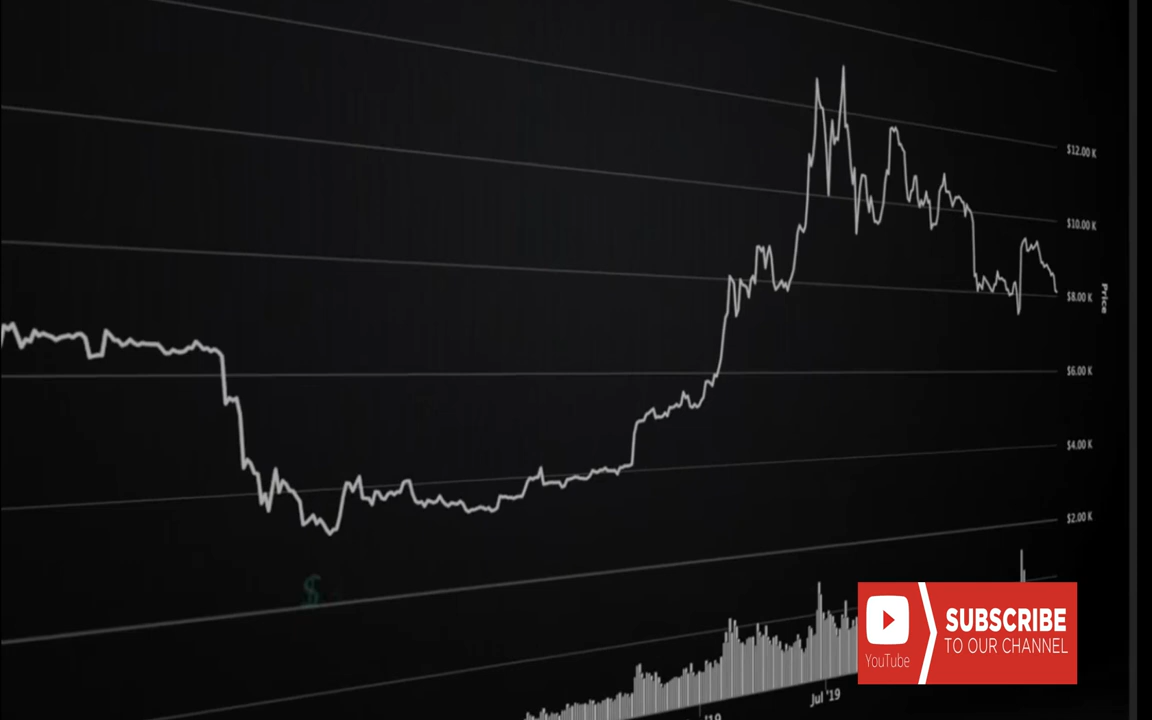 $12.00 K
$10.00 K
$8.00 K
Price
$6.00 K
$4.00 K
$2.00 K
$
SUBSCRIBE
TO OUR CHANNEL
YouTube
Jul '19
'19